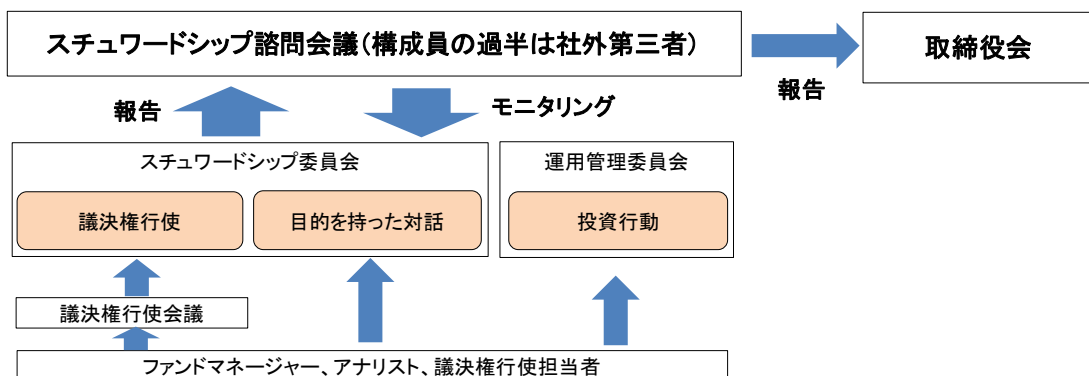 スチュワードシップ諮問会議(構成員の過半は社外第三者)
取締役会
報告
報告
モニタリング
スチュワードシップ委員会
運用管理委員会
議決権行使
目的を持った対話
投資行動
議決権行使会議
ファンドマネージャー、アナリスト、議決権行使担当者